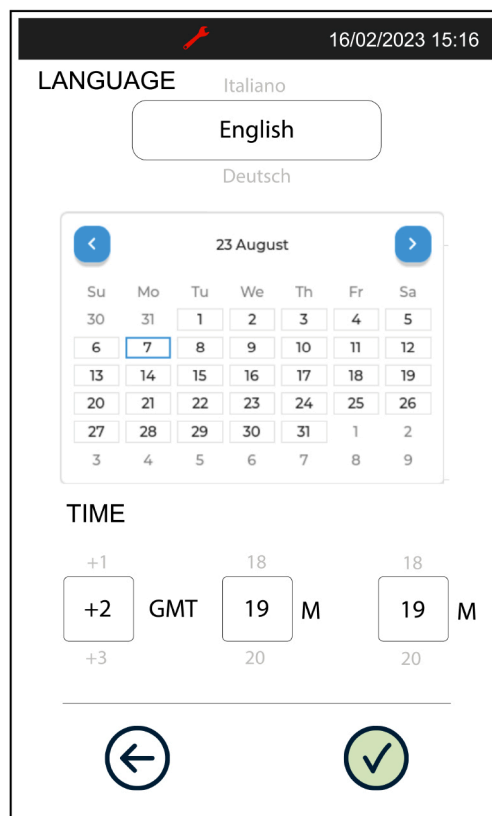 16/02/2023 15:16
LANGUAGE
Italiano
English
Deutsch
23 August
Su Mo Tu We Th Fr Sa
30 31 1 2 3 4 5
6 7 8 9 10 11 12
13 14 15 16 17 18 19
20 21 22 23 24 25 26
27 28 29 30 31 1 2
3 4 5 6 7 8 9
TIME
+1 18 18
+2 GMT 19 M 19 M
+3 20 20